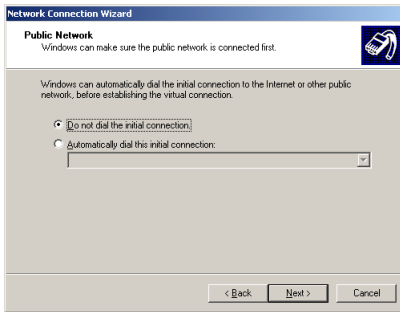 Network Connection Wizard
Public Network
Windows can make sure the public network is connected first.
Windows can automatically dial the initial connection to the Internet or other public
network, before establishing the virtual connection.
Do not dial the initial connection.
Automatically dial this initial connection:
< Back
Next >
Cancel